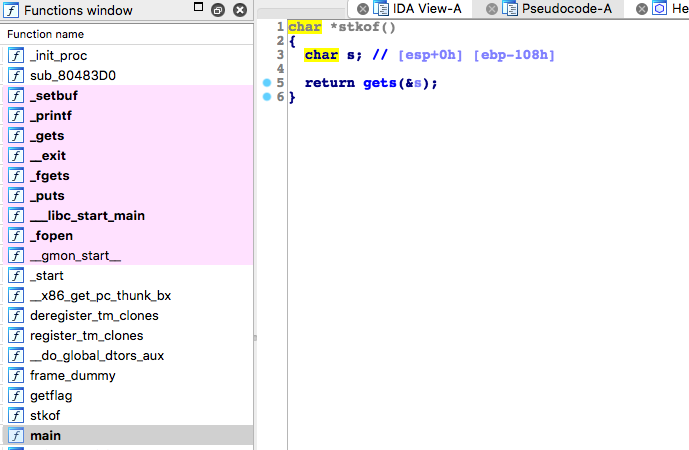 Functions window
Function name
_init_proc
sub_80483D0
_setbuf
_printf
_gets
__exit
_fgets
_puts
___libc_start_main
_fopen
__gmon_start__
_start
__x86_get_pc_thunk_bx
deregister_tm_clones
register_tm_clones
__do_global_dtors_aux
frame_dummy
getflag
stkof
main
IDA View-A
Pseudocode-A
He
1 char *stkof()
2 {
3 char s; // [esp+0h] [ebp-108h]
4
5 return gets(&s);
6 }